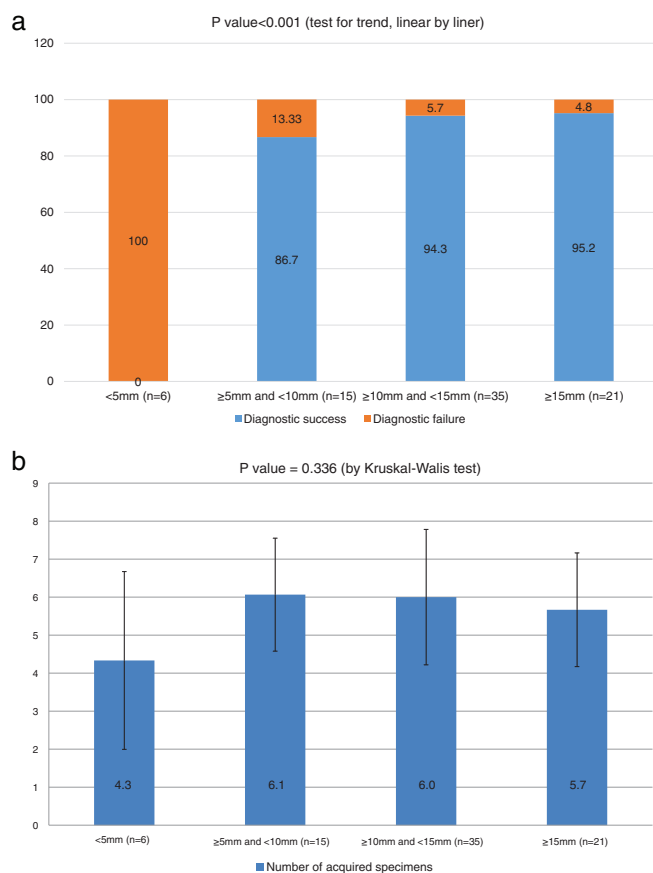 a
P value<0.001 (test for trend, linear by liner)
120
100
80
60
40
20
0
100
0
13.33
86.7
5.7
94.3
4.8
95.2
<5mm (n=6) ≥5mm and <10mm (n=15) ≥10mm and <15mm (n=35) ≥15mm (n=21)
Diagnostic success Diagnostic failure
b
P value = 0.336 (by Kruskal-Walis test)
9
8
7
6
5
4
3
2
1
0
4.3 6.1 6.0 5.7
<5mm (n=6) ≥5mm and <10mm (n=15) ≥10mm and <15mm (n=35) ≥15mm (n=21)
Number of acquired specimens